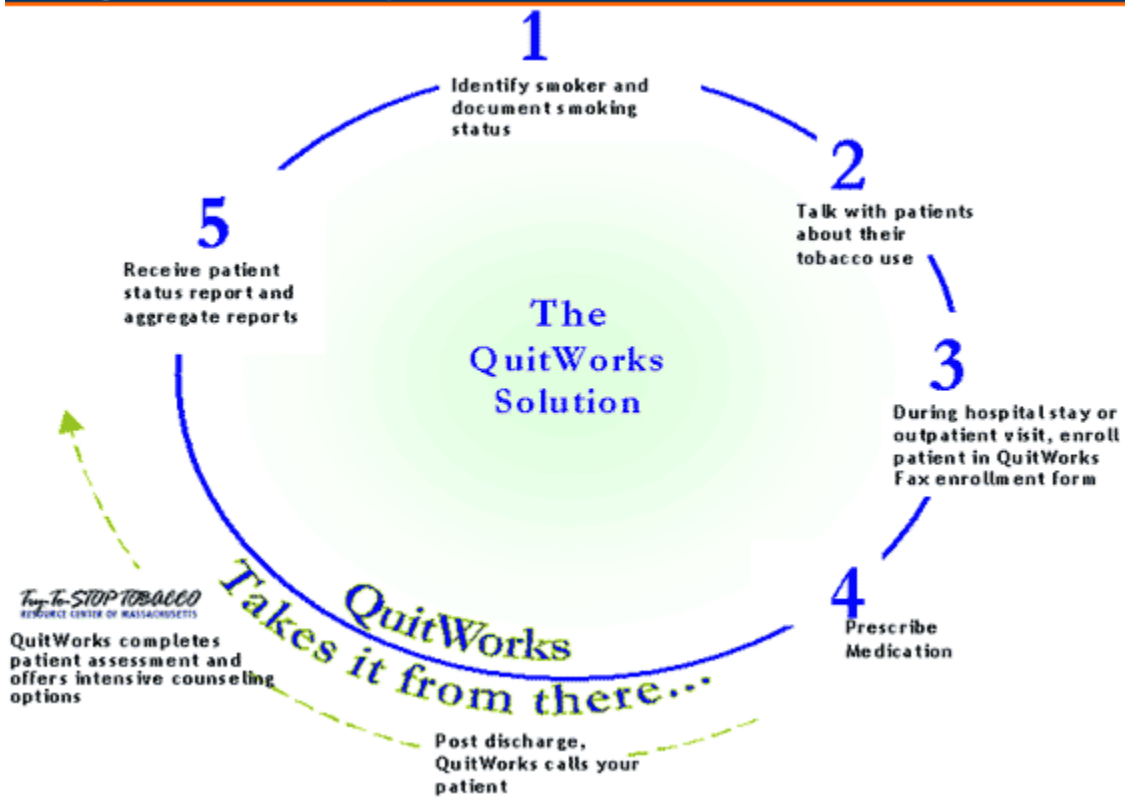 1
Identify smoker and
document smoking
status
2
Talk with patients
about their
tobacco use
3
During hospital stay or
outpatient visit, enroll
patient in QuitWorks
Fax enrollment form
4
Prescribe
Medication
5
Receive patient
status report and
aggregate reports
The
QuitWorks
Solution
QuitWorks
Takes it from there...
Post discharge,
QuitWorks calls your
patient
Try-To-STOP TOBACCO
RESOURCE CENTER OF MASSACHUSETTS
QuitWorks completes
patient assessment and
offers intensive counseling
options